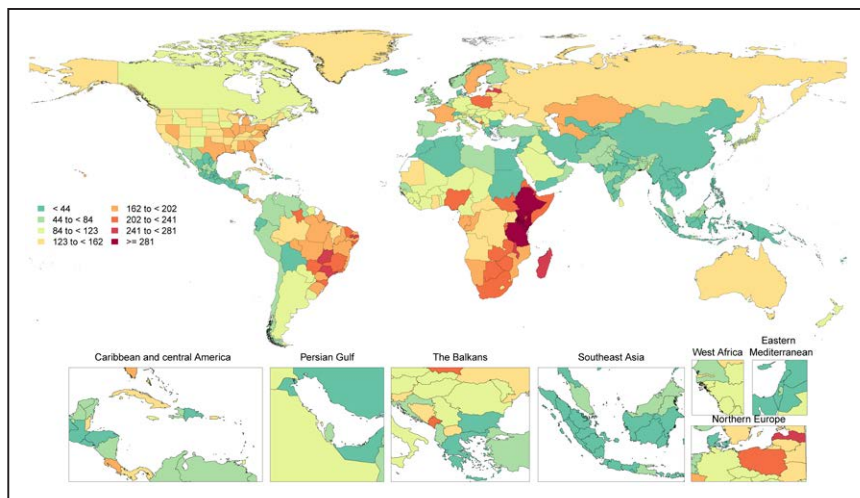 < 44
44 to < 84
84 to < 123
123 to < 162
162 to < 202
202 to < 241
241 to < 281
>= 281
Caribbean and central America
Persian Gulf
The Balkans
Southeast Asia
West Africa
Eastern
Mediterranean
Northern Europe